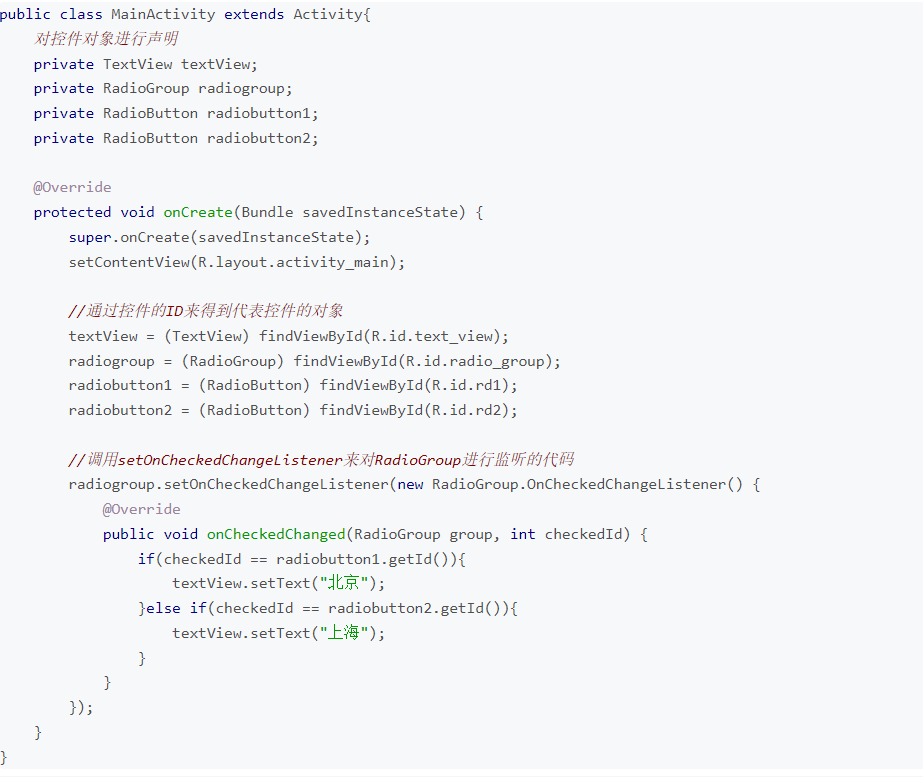 public class MainActivity extends Activity{
    对控件对象进行声明
    private TextView textView;
    private RadioGroup radiogroup;
    private RadioButton radiobutton1;
    private RadioButton radiobutton2;

    @Override
    protected void onCreate(Bundle savedInstanceState) {
        super.onCreate(savedInstanceState);
        setContentView(R.layout.activity_main);

        //通过控件的ID来得到代表控件的对象
        textView = (TextView) findViewById(R.id.text_view);
        radiogroup = (RadioGroup) findViewById(R.id.radio_group);
        radiobutton1 = (RadioButton) findViewById(R.id.rd1);
        radiobutton2 = (RadioButton) findViewById(R.id.rd2);

        //调用setOnCheckedChangeListener来对RadioGroup进行监听的代码
        radiogroup.setOnCheckedChangeListener(new RadioGroup.OnCheckedChangeListener() {
            @Override
            public void onCheckedChanged(RadioGroup group, int checkedId) {
                if(checkedId == radiobutton1.getId()){
                    textView.setText("北京");
                }else if(checkedId == radiobutton2.getId()){
                    textView.setText("上海");
                }
            }
        });
    }
}